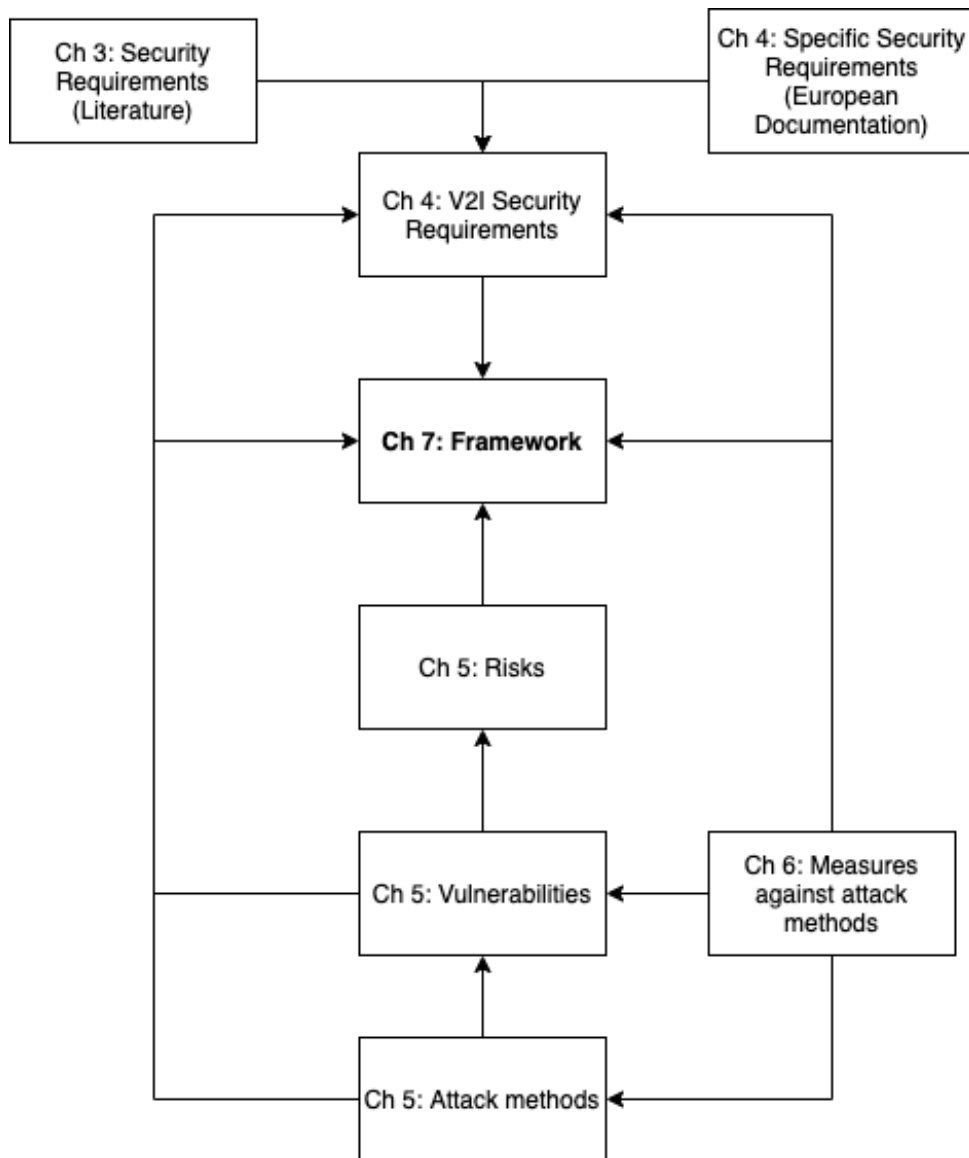 Ch 3: Security
Requirements
(Literature)
Ch 4: Specific Security
Requirements
(European
Documentation)
Ch 4: V2I Security
Requirements
Ch 7: Framework
Ch 5: Risks
Ch 5: Vulnerabilities
Ch 6: Measures
against attack
methods
Ch 5: Attack methods